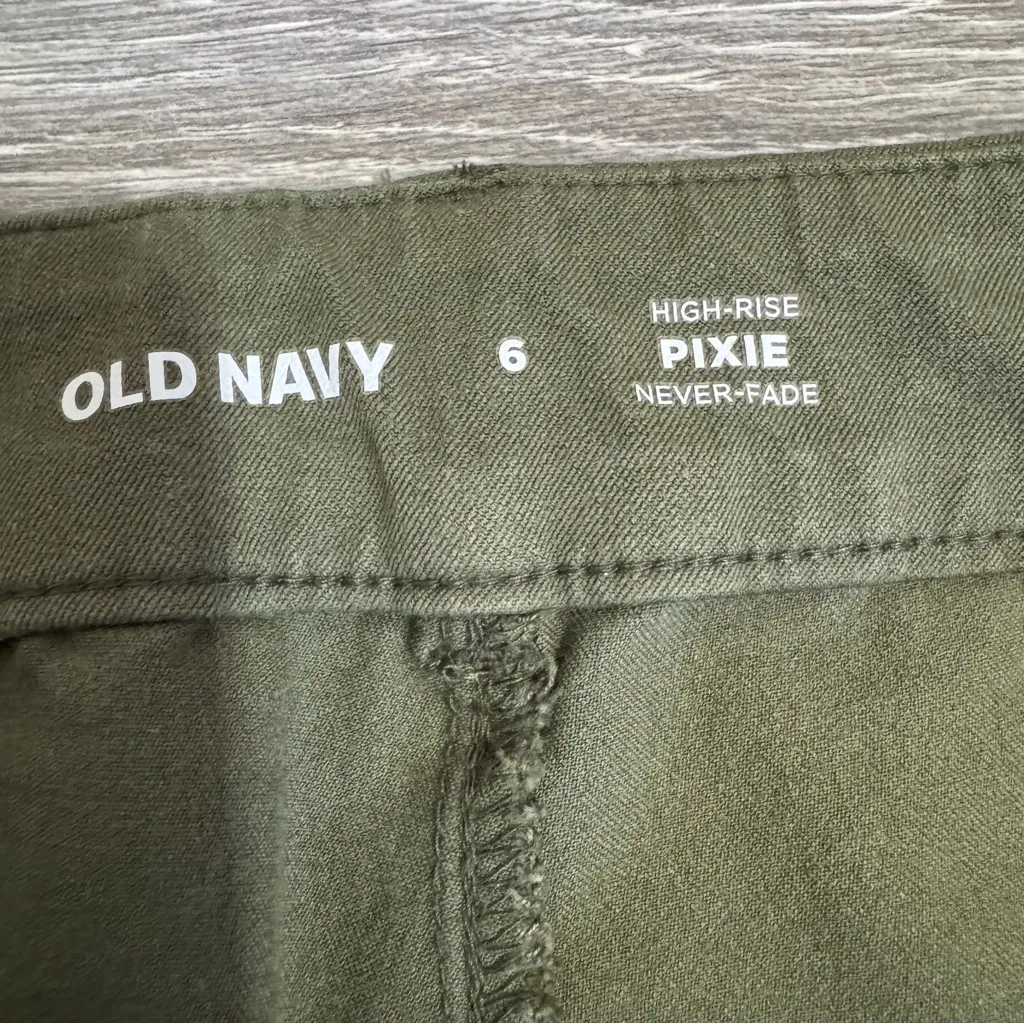 OLD NAVY
6
HIGH-RISE
PIXIE
NEVER-FADE